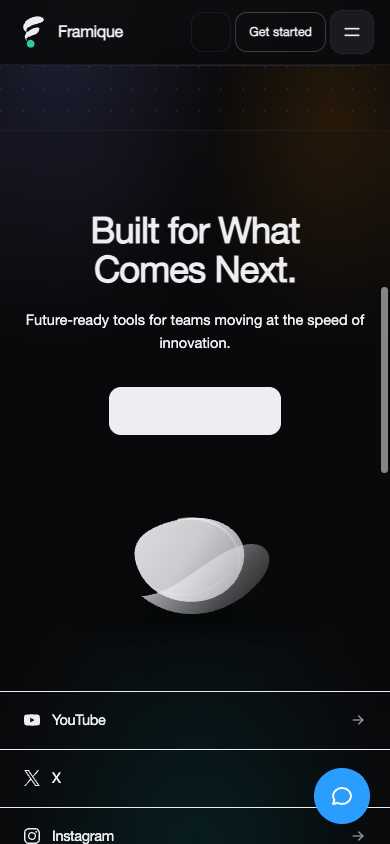 Framique
Get started
Built for What
Comes Next.
Future-ready tools for teams moving at the speed of
innovation.
YouTube
X
Instagram